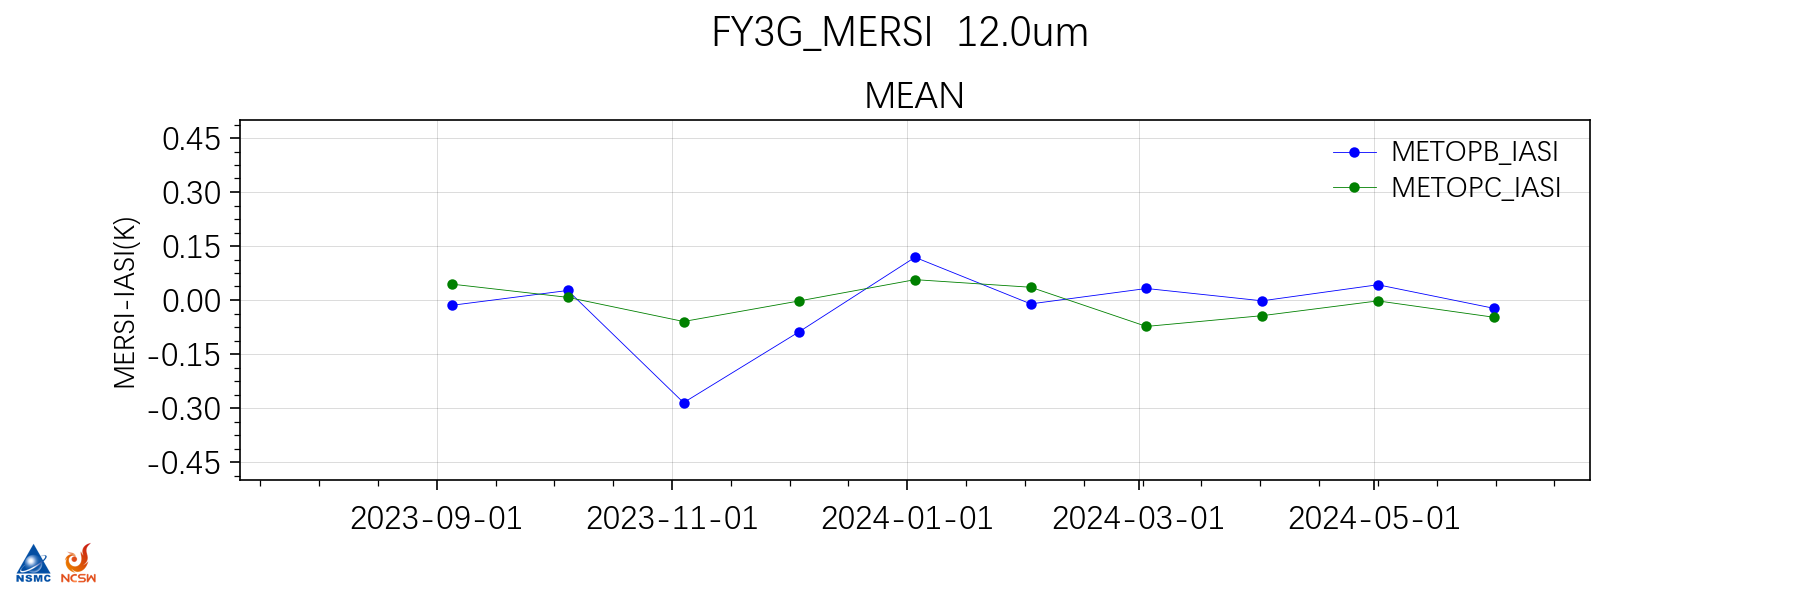 FY3G_MERSI 12.0um
MEAN
MERSI-IASI(K)
0.45
0.30
0.15
0.00
-0.15
-0.30
-0.45
METOPB_IASI
METOPC_IASI
2023-09-01 2023-11-01 2024-01-01 2024-03-01 2024-05-01
NSMC NCSW